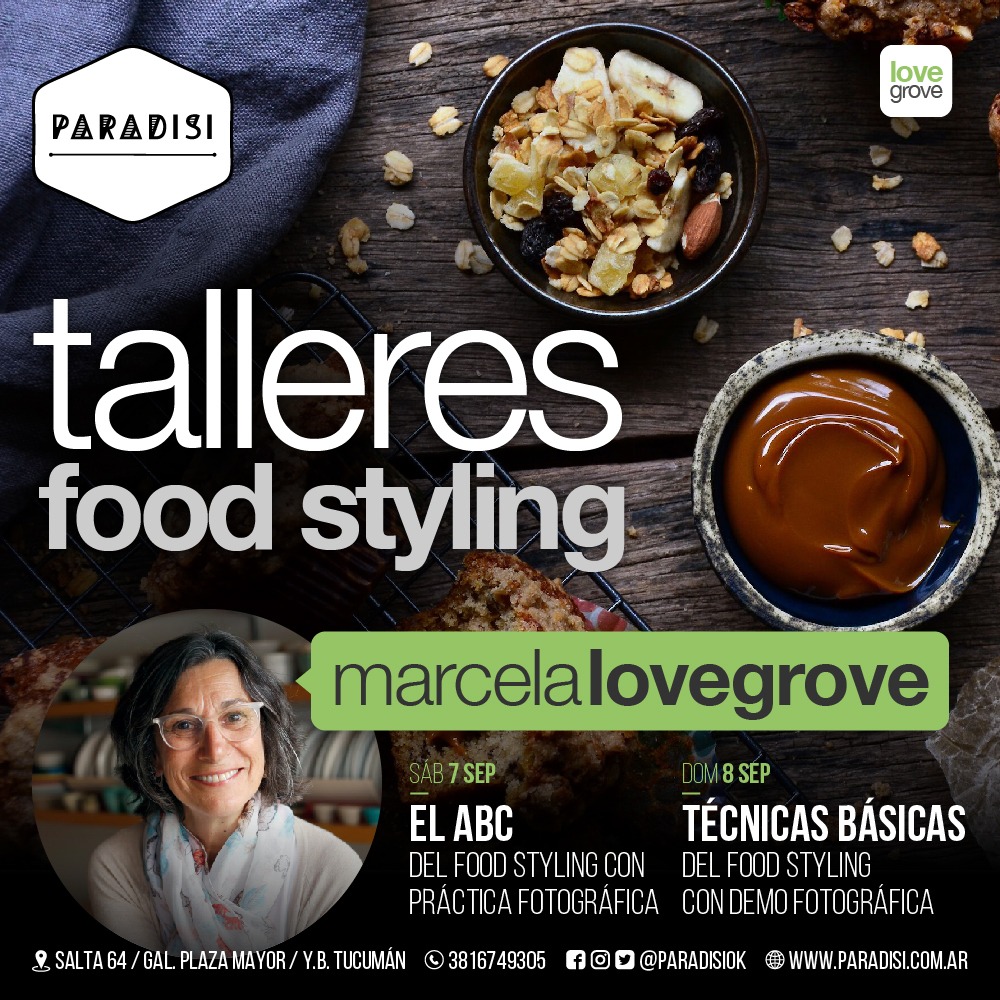 PARADISI
love
grove
talleres
food styling
marcelalovegrove
SÁB 7 SEP
EL ABC
DEL FOOD STYLING CON
PRÁCTICA FOTOGRÁFICA
DOM 8 SEP
TÉCNICAS BÁSICAS
DEL FOOD STYLING
CON DEMO FOTOGRÁFICA
SALTA 64 / GAL. PLAZA MAYOR / Y.B. TUCUMÁN 3816749305 @PARADISIOK WWW.PARADISI.COM.AR